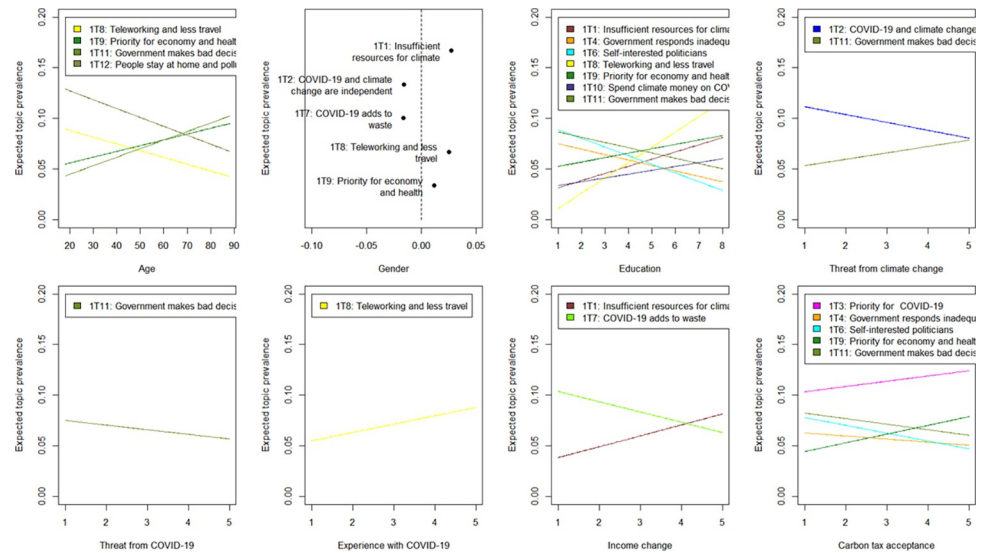 1T8: Teleworking and less travel
1T9: Priority for economy and healt
1T11: Government makes bad decis
1T12: People stay at home and pollu
Expected topic prevalence
0.00 0.05 0.10 0.15 0.20
20 30 40 50 60 70 80 90
Age
1T1: Insufficient
resources for climate
1T2: COVID-19 and climate
change are independent
1T7: COVID-19 adds to
waste
1T8: Teleworking and less
travel
1T9: Priority for economy
and health
-0.10 -0.05 0.00 0.05
Gender
1T1: Insufficient resources for clima
1T4: Government responds inadequ
1T6: Self-interested politicians
1T8: Teleworking and less travel
1T9: Priority for economy and healt
1T10: Spend climate money on COV
1T11: Government makes bad decis
Expected topic prevalence
0.00 0.05 0.10 0.15 0.20
1 2 3 4 5 6 7 8
Education
1T2: COVID-19 and climate change
1T11: Government makes bad decis
Expected topic prevalence
0.00 0.05 0.10 0.15 0.20
1 2 3 4 5
Threat from climate change
1T11: Government makes bad decis
Expected topic prevalence
0.00 0.05 0.10 0.15 0.20
1 2 3 4 5
Threat from COVID-19
1T8: Teleworking and less travel
Expected topic prevalence
0.00 0.05 0.10 0.15 0.20
1 2 3 4 5
Experience with COVID-19
1T1: Insufficient resources for clima
1T7: COVID-19 adds to waste
Expected topic prevalence
0.00 0.05 0.10 0.15 0.20
1 2 3 4 5
Income change
1T3: Priority for COVID-19
1T4: Government responds inadequ
1T6: Self-interested politicians
1T9: Priority for economy and healt
1T11: Government makes bad decis
Expected topic prevalence
0.00 0.05 0.10 0.15 0.20
1 2 3 4 5
Carbon tax acceptance